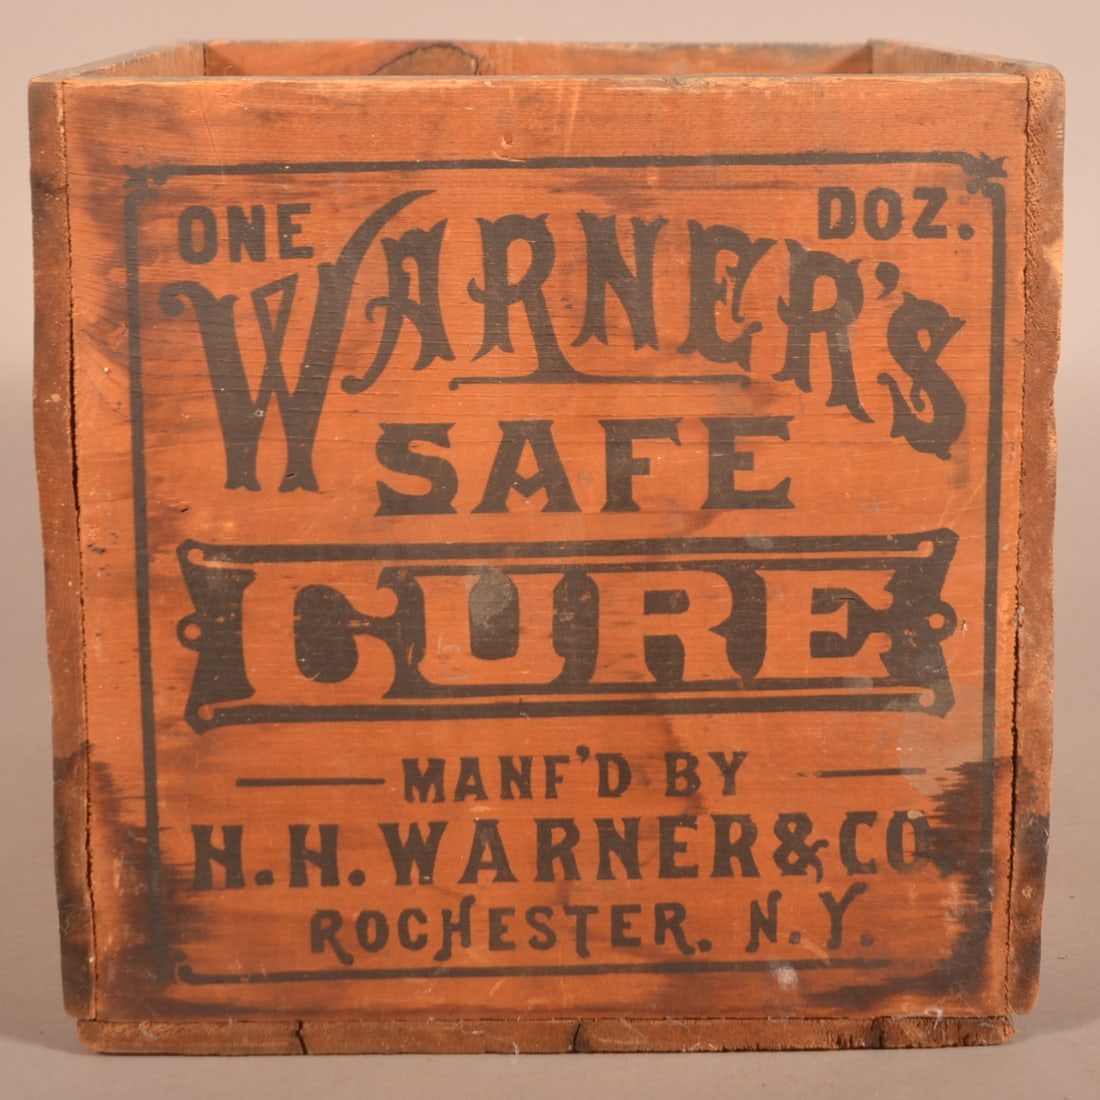 ONE DOZ.
WARNER'S
SAFE
CURE
MANF'D BY
H.H. WARNER & CO
ROCHESTER. N.Y.